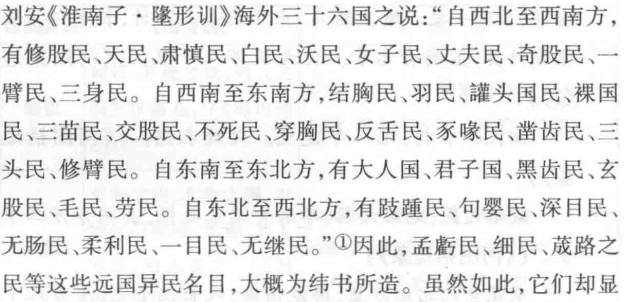 刘安《淮南子·墬形训》海外三十六国之说:“自西北至西南方,
有修股民、天民、肃慎民、白民、沃民、女子民、丈夫民、奇股民、一
臂民、三身民。自西南至东南方,结胸民、羽民、讙头国民、裸国
民、三苗民、交股民、不死民、穿胸民、反舌民、豕喙民、凿齿民、三
头民、修臂民。自东南至东北方,有大人国、君子国、黑齿民、玄
股民、毛民、劳民。自东北至西北方,有跂踵民、句婴民、深目民、
无肠民、柔利民、一目民、无继民。”①因此,孟虧民、细民、蒇路之
民等这些远国异民名目,大概为纬书所造。虽然如此,它们却显